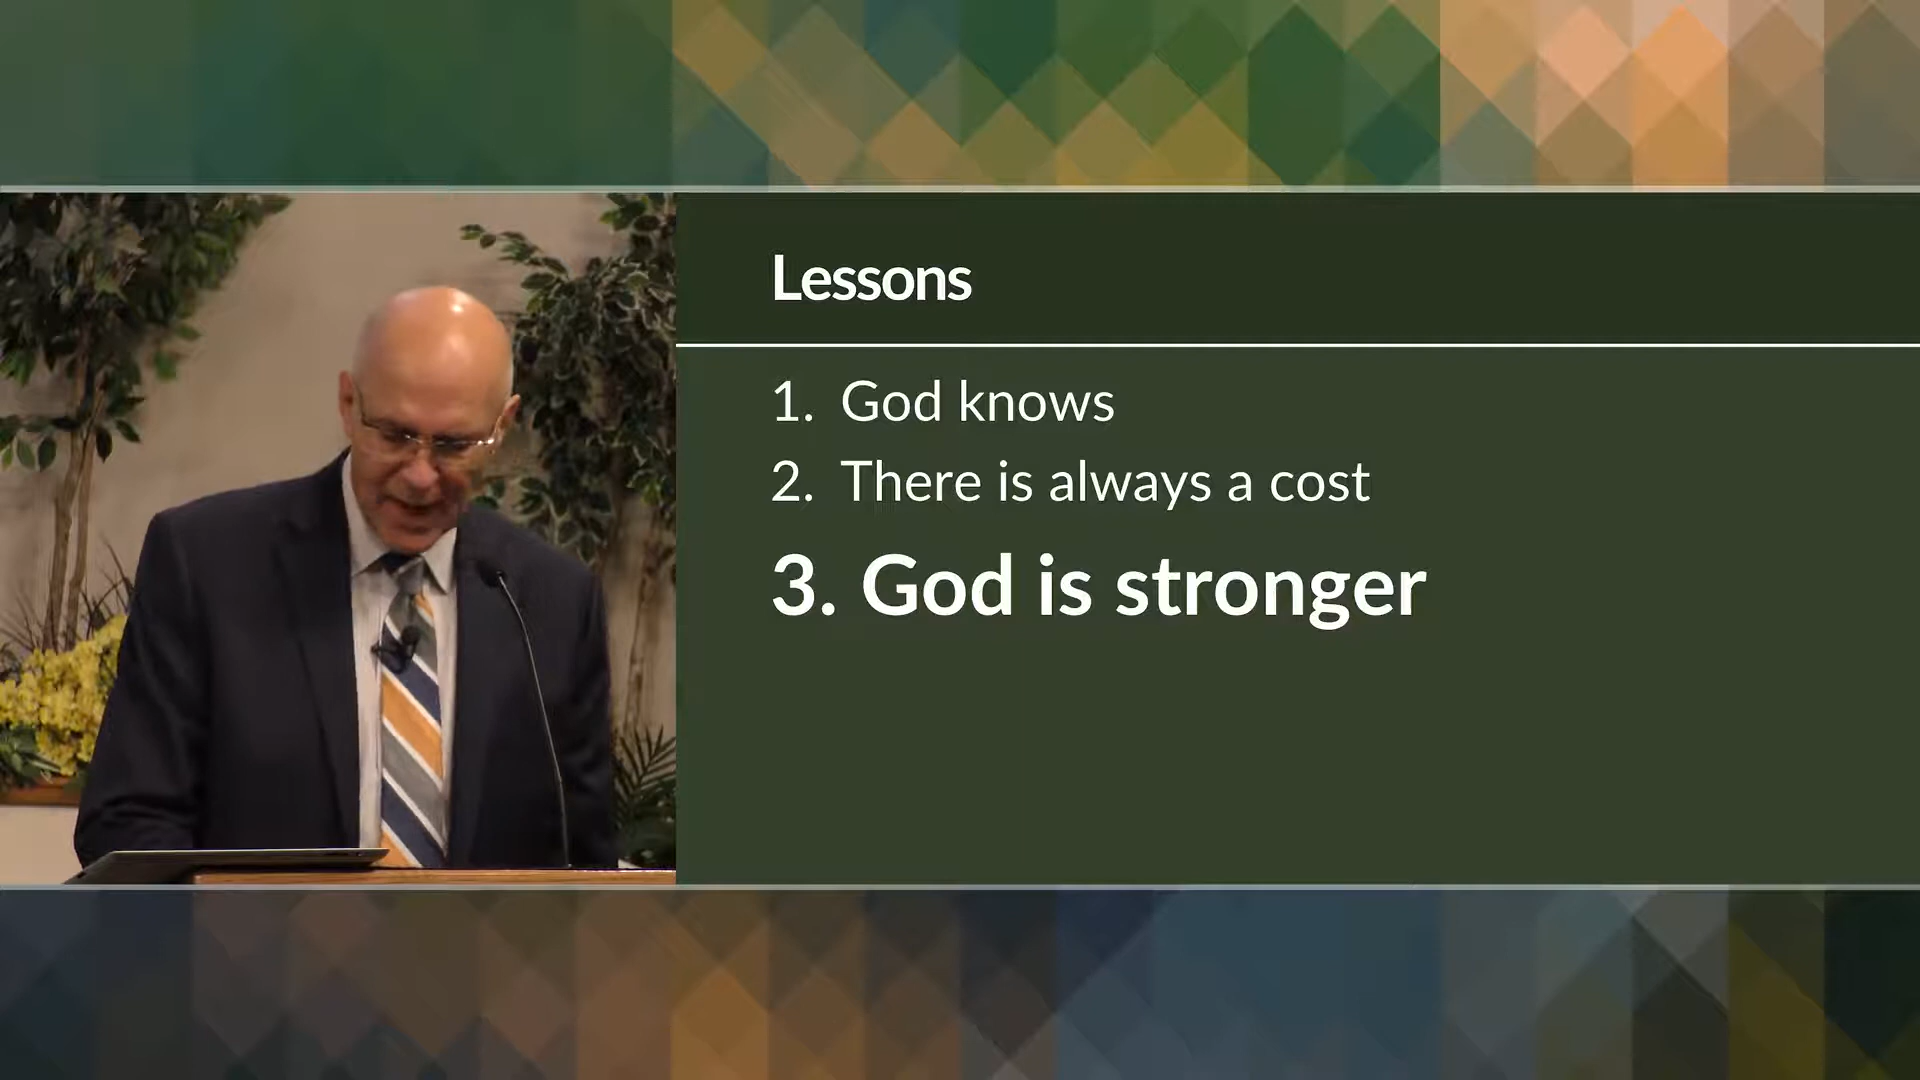 Lessons
1. God knows
2. There is always a cost
3. God is stronger